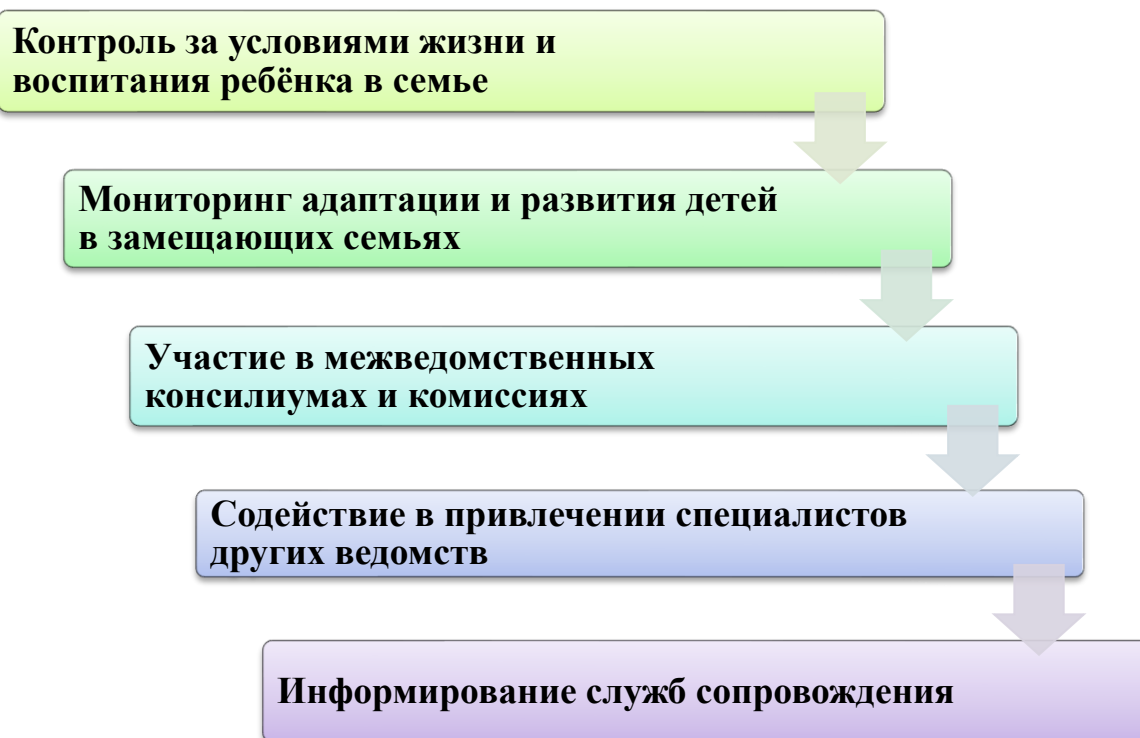 Контроль за условиями жизни и
воспитания ребёнка в семье
Мониторинг адаптации и развития детей
в замещающих семьях
Участие в межведомственных
консилиумах и комиссиях
Содействие в привлечении специалистов
других ведомств
Информирование служб сопровождения